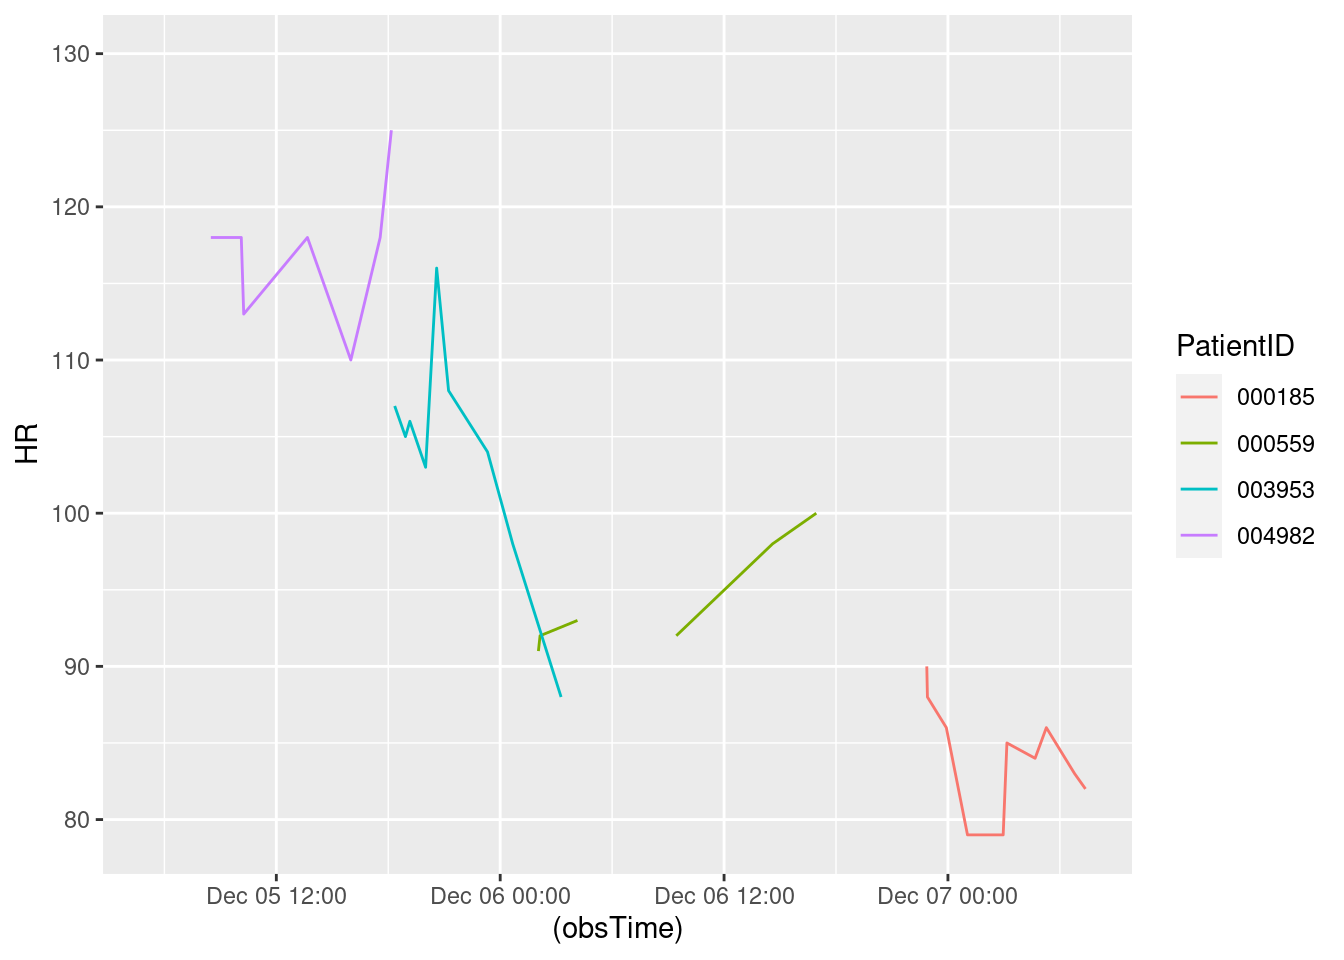 130
120
110
100
90
80
HR
Dec 05 12:00
Dec 06 00:00
Dec 06 12:00
Dec 07 00:00
(obsTime)
PatientID
000185
000559
003953
004982